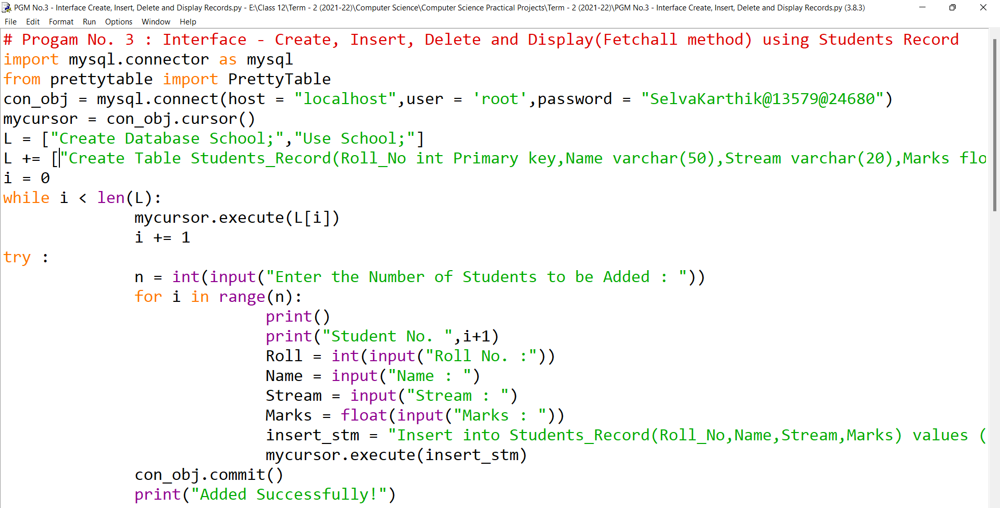 PGM No.3 - Interface Create, Insert, Delete and Display Records.py - E:\Class 12\Term - 2 (2021-22)\Computer Science\Computer Science Practical Projects\Term - 2 (2021-22)\PGM No.3 - Interface Create, Insert, Delete and Display Records.py (3.8.3)
File Edit Format Run Options Window Help
# Progam No. 3 : Interface - Create, Insert, Delete and Display(Fetchall method) using Students Record
import mysql.connector as mysql
from prettytable import PrettyTable
con_obj = mysql.connect(host = "localhost",user = 'root',password = "SelvaKarthik@13579@24680")
mycursor = con_obj.cursor()
L = ["Create Database School;","Use School;"]
L += ["Create Table Students_Record(Roll_No int Primary key,Name varchar(50),Stream varchar(20),Marks flo
i = 0
while i < len(L):
mycursor.execute(L[i])
i += 1
try :
n = int(input("Enter the Number of Students to be Added : "))
for i in range(n):
print()
print("Student No. ",i+1)
Roll = int(input("Roll No. :"))
Name = input("Name : ")
Stream = input("Stream : ")
Marks = float(input("Marks : "))
insert_stm = "Insert into Students_Record(Roll_No,Name,Stream,Marks) values (
mycursor.execute(insert_stm)
con_obj.commit()
print("Added Successfully!")